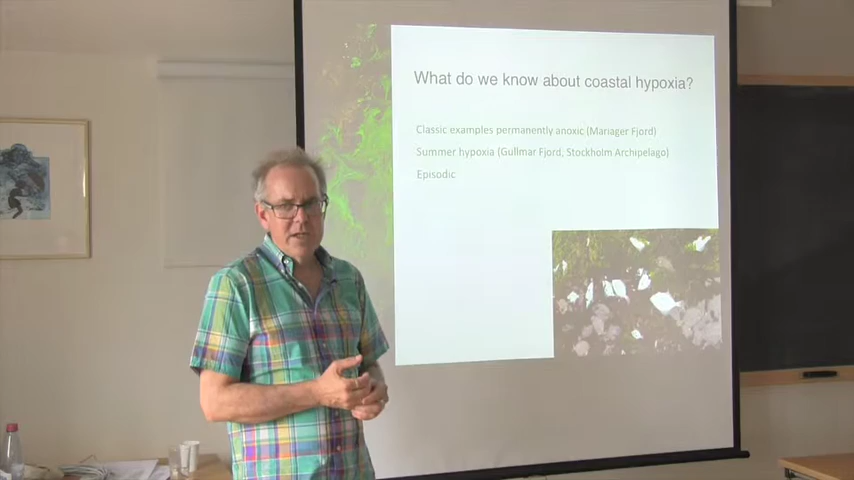 What do we know about coastal hypoxia?
Classic examples permanently anoxic (Mariager Fjord)
Summer hypoxia (Gullmar Fjord, Stockholm Archipelago)
Episodic